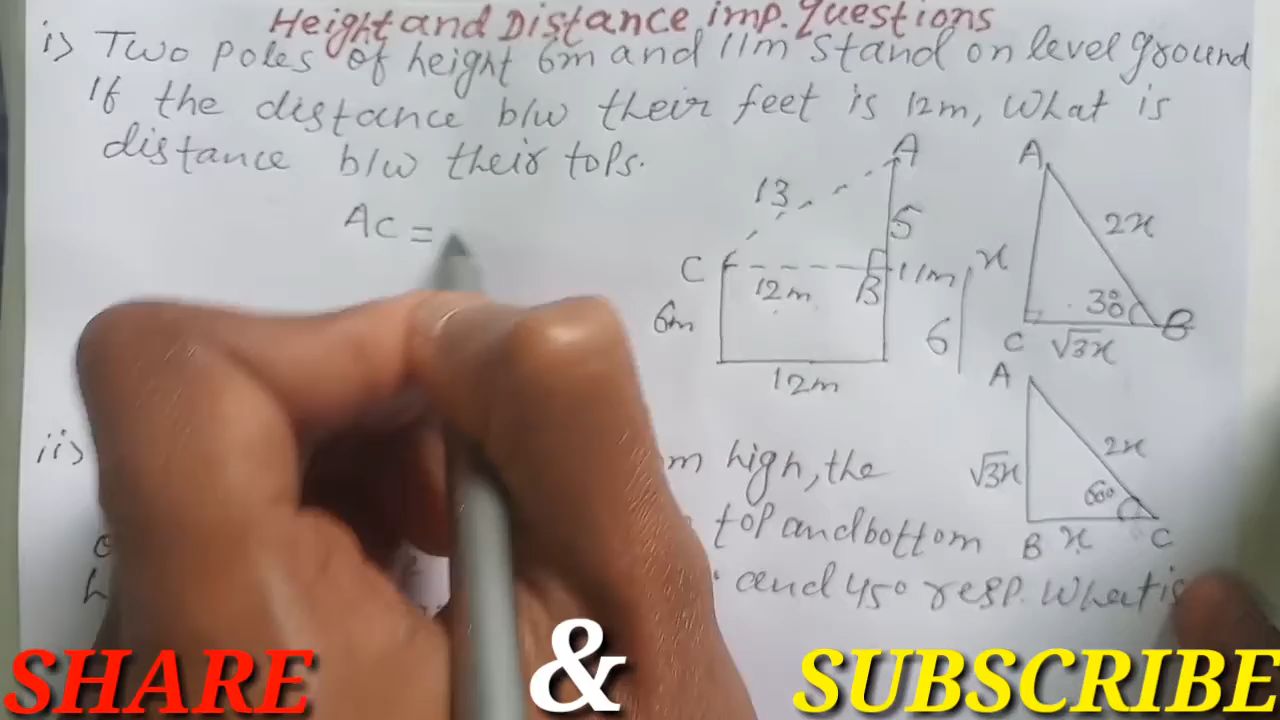 Height and Distance imp. Questions
i> Two poles of height 6m and 11m stand on level ground
If the distance b/w their feet is 12m, What is
distance b/w their tops.
AC =
A
13
5
C
12m
B
11m
6m
6
12m
A
x
2x
30°
C
√3x
B
A
√3x
2x
60°
B
x
C
ii>
m high, the
top and bottom
and 45° resp. What is
SHARE & SUBSCRIBE